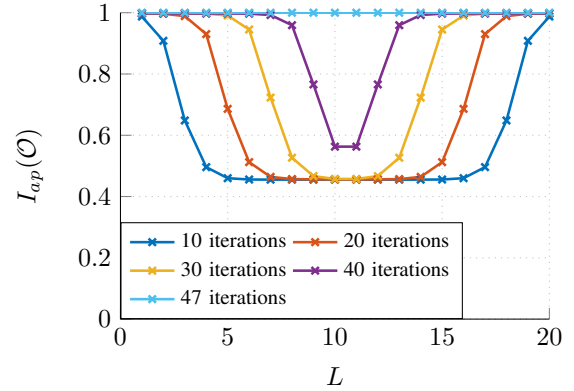 1
0.8
0.6
0.4
0.2
0
I_{ap}(𝒪)
10 iterations 20 iterations
30 iterations 40 iterations
47 iterations
0 5 10 15 20
L